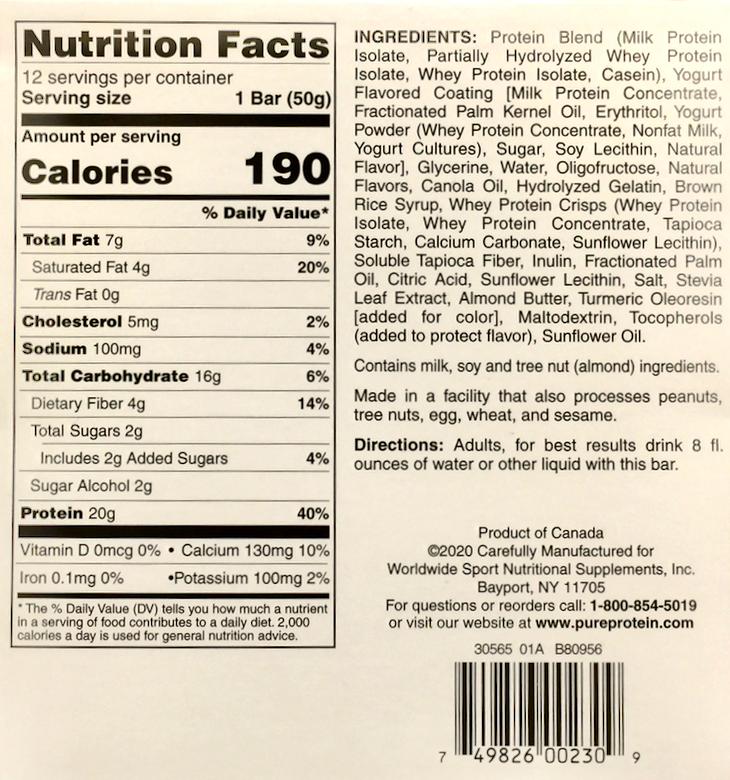 Nutrition Facts
12 servings per container
Serving size 1 Bar (50g)
Amount per serving
Calories 190
% Daily Value*
Total Fat 7g 9%
Saturated Fat 4g 20%
Trans Fat 0g
Cholesterol 5mg 2%
Sodium 100mg 4%
Total Carbohydrate 16g 6%
Dietary Fiber 4g 14%
Total Sugars 2g
Includes 2g Added Sugars 4%
Sugar Alcohol 2g
Protein 20g 40%
Vitamin D 0mcg 0% • Calcium 130mg 10%
Iron 0.1mg 0% •Potassium 100mg 2%
* The % Daily Value (DV) tells you how much a nutrient
in a serving of food contributes to a daily diet. 2,000
calories a day is used for general nutrition advice.
INGREDIENTS: Protein Blend (Milk Protein
Isolate, Partially Hydrolyzed Whey Protein
Isolate, Whey Protein Isolate, Casein), Yogurt
Flavored Coating [Milk Protein Concentrate,
Fractionated Palm Kernel Oil, Erythritol, Yogurt
Powder (Whey Protein Concentrate, Nonfat Milk,
Yogurt Cultures), Sugar, Soy Lecithin, Natural
Flavor], Glycerine, Water, Oligofructose, Natural
Flavors, Canola Oil, Hydrolyzed Gelatin, Brown
Rice Syrup, Whey Protein Crisps (Whey Protein
Isolate, Whey Protein Concentrate, Tapioca
Starch, Calcium Carbonate, Sunflower Lecithin),
Soluble Tapioca Fiber, Inulin, Fractionated Palm
Oil, Citric Acid, Sunflower Lecithin, Salt, Stevia
Leaf Extract, Almond Butter, Turmeric Oleoresin
[added for color], Maltodextrin, Tocopherols
(added to protect flavor), Sunflower Oil.
Contains milk, soy and tree nut (almond) ingredients.
Made in a facility that also processes peanuts,
tree nuts, egg, wheat, and sesame.
Directions: Adults, for best results drink 8 fl.
ounces of water or other liquid with this bar.
Product of Canada
©2020 Carefully Manufactured for
Worldwide Sport Nutritional Supplements, Inc.
Bayport, NY 11705
For questions or reorders call: 1-800-854-5019
or visit our website at www.pureprotein.com
30565 01A B80956
7 49826 00230 9